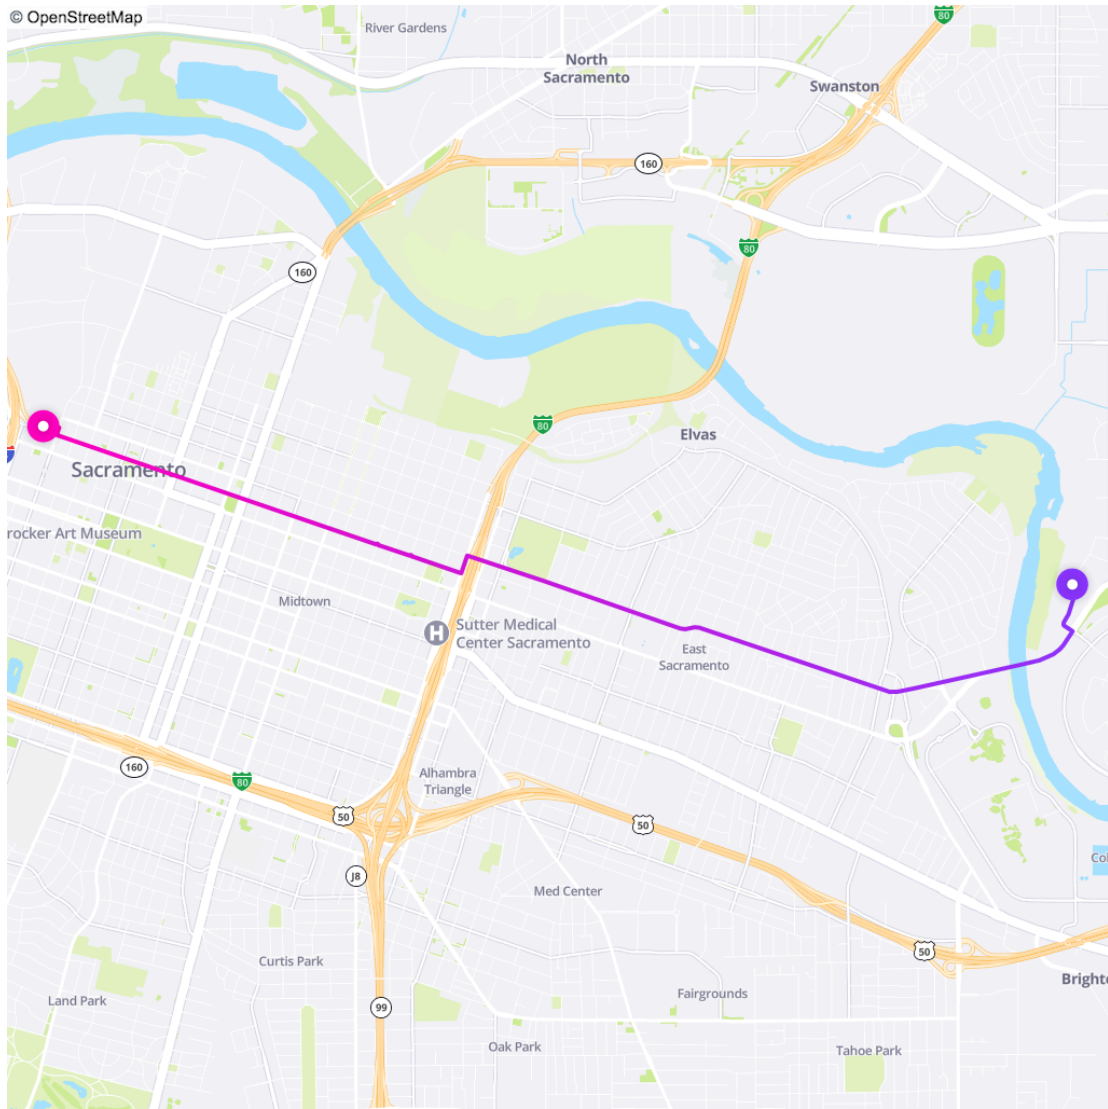 © OpenStreetMap
River Gardens
80
North
Sacramento
Swanston
160
80
160
80
Elvas
Sacramento
rocker Art Museum
Midtown
H
Sutter Medical
Center Sacramento
East
Sacramento
160
80
Alhambra
Triangle
50
50
Col
J8
Med Center
50
Curtis Park
Brighto
Land Park
99
Fairgrounds
Oak Park
Tahoe Park